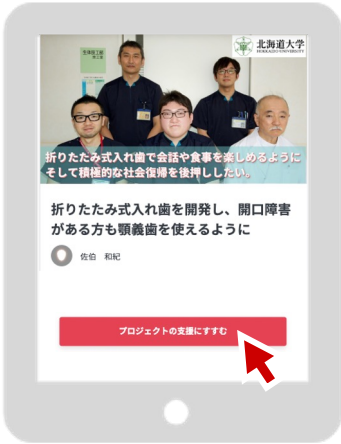 北海道大学
HOKKAIDO UNIVERSITY
生体技工部
折りたたみ式入れ歯で会話や食事を楽しめるように
そして積極的な社会復帰を後押ししたい。
折りたたみ式入れ歯を開発し、開口障害
がある方も顎義歯を使えるように
佐伯 和紀
プロジェクトの支援にすすむ